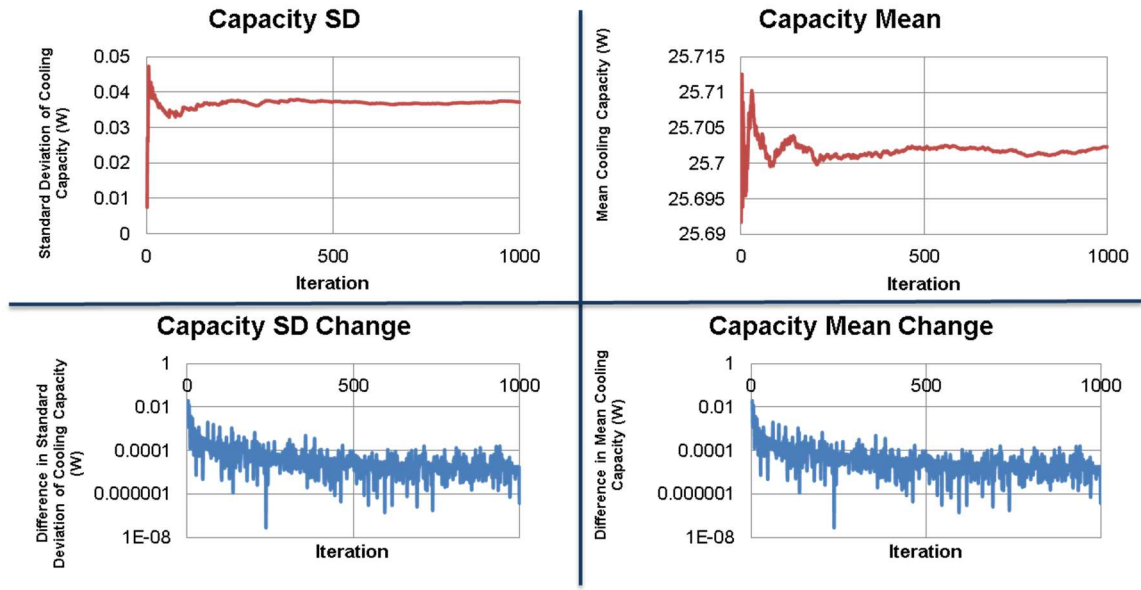 Capacity SD
Standard Deviation of Cooling
Capacity (W)
0.05
0.04
0.03
0.02
0.01
0
0
500
1000
Iteration
Capacity Mean
Mean Cooling Capacity (W)
25.715
25.71
25.705
25.7
25.695
25.69
0
500
1000
Iteration
Capacity SD Change
Difference in Standard
Deviation of Cooling Capacity
(W)
1
0.01
0.0001
0.000001
1E-08
0
500
1000
Iteration
Capacity Mean Change
Difference in Mean Cooling
Capacity (W)
1
0.01
0.0001
0.000001
1E-08
0
500
1000
Iteration